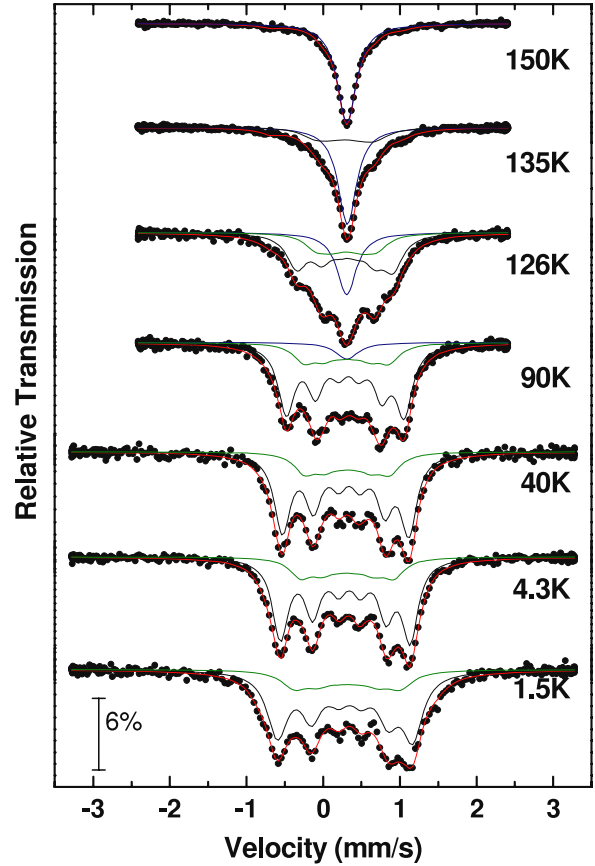 150K
135K
126K
90K
40K
4.3K
1.5K
6%
Relative Transmission
-3 -2 -1 0 1 2 3
Velocity (mm/s)